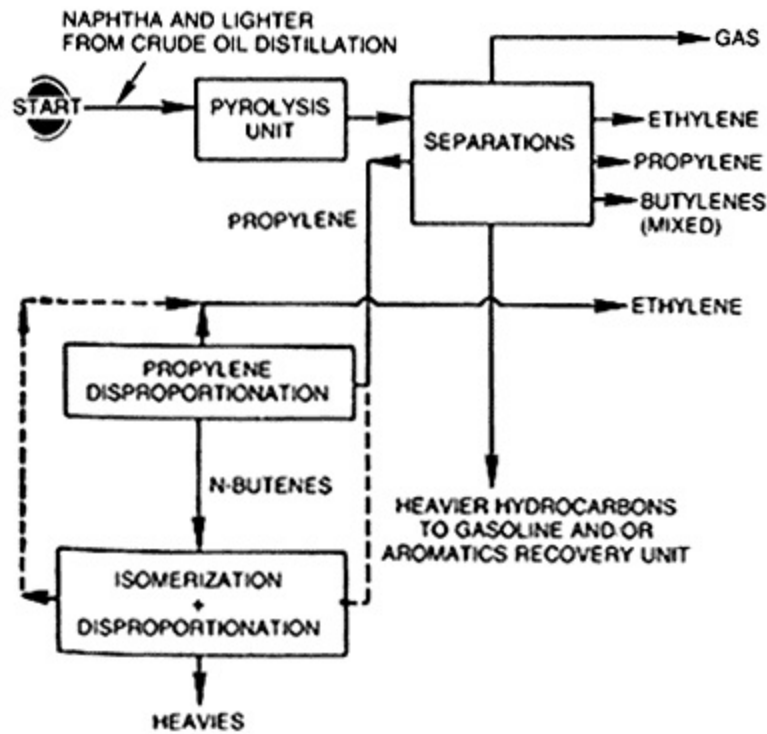 NAPHTHA AND LIGHTER
FROM CRUDE OIL DISTILLATION
START
PYROLYSIS
UNIT
SEPARATIONS
GAS
ETHYLENE
PROPYLENE
BUTYLENES
(MIXED)
PROPYLENE
ETHYLENE
PROPYLENE
DISPROPORTIONATION
N-BUTENES
HEAVIER HYDROCARBONS
TO GASOLINE AND/OR
AROMATICS RECOVERY UNIT
ISOMERIZATION
+
DISPROPORTIONATION
HEAVIES